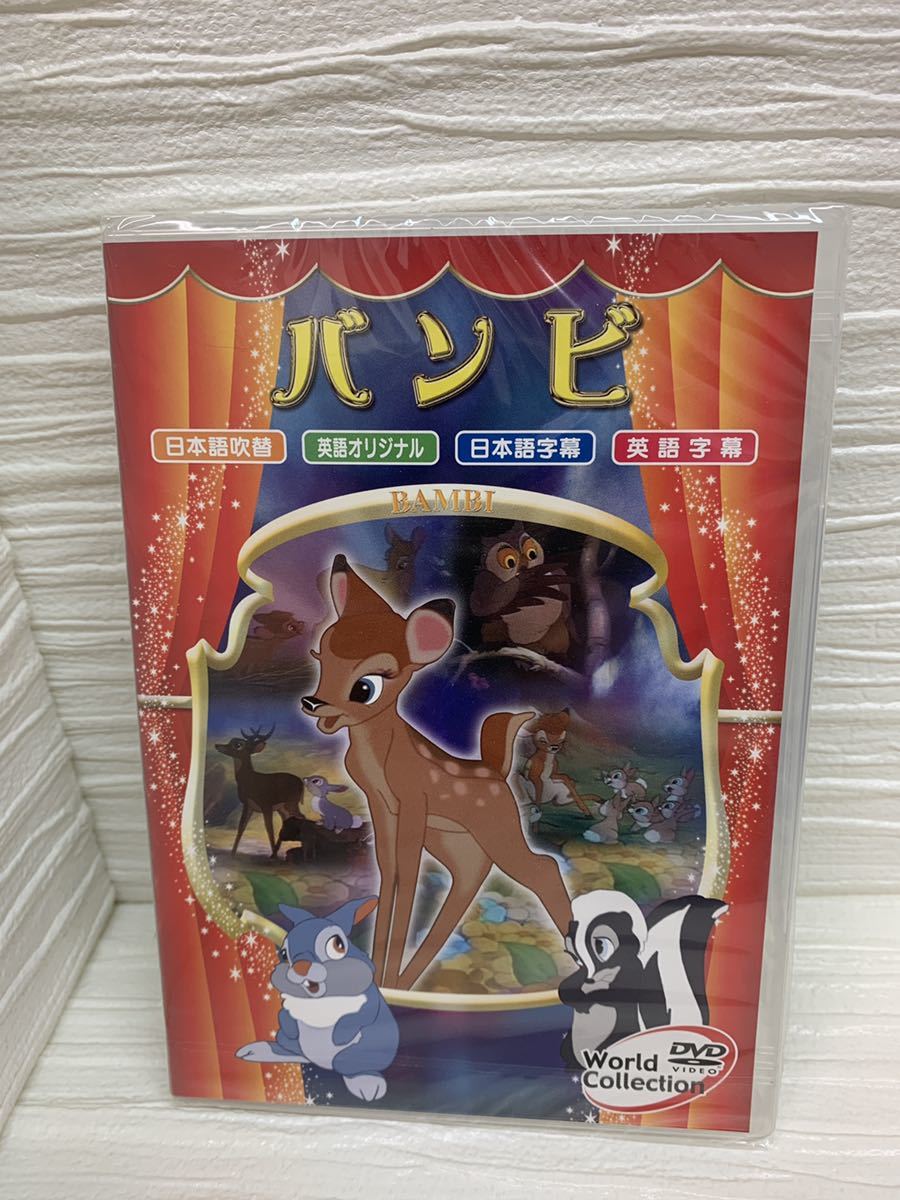 バンビ
日本語吹替 英語オリジナル 日本語字幕 英語字幕
BAMBI
World
Collection
DVD
VIDEO